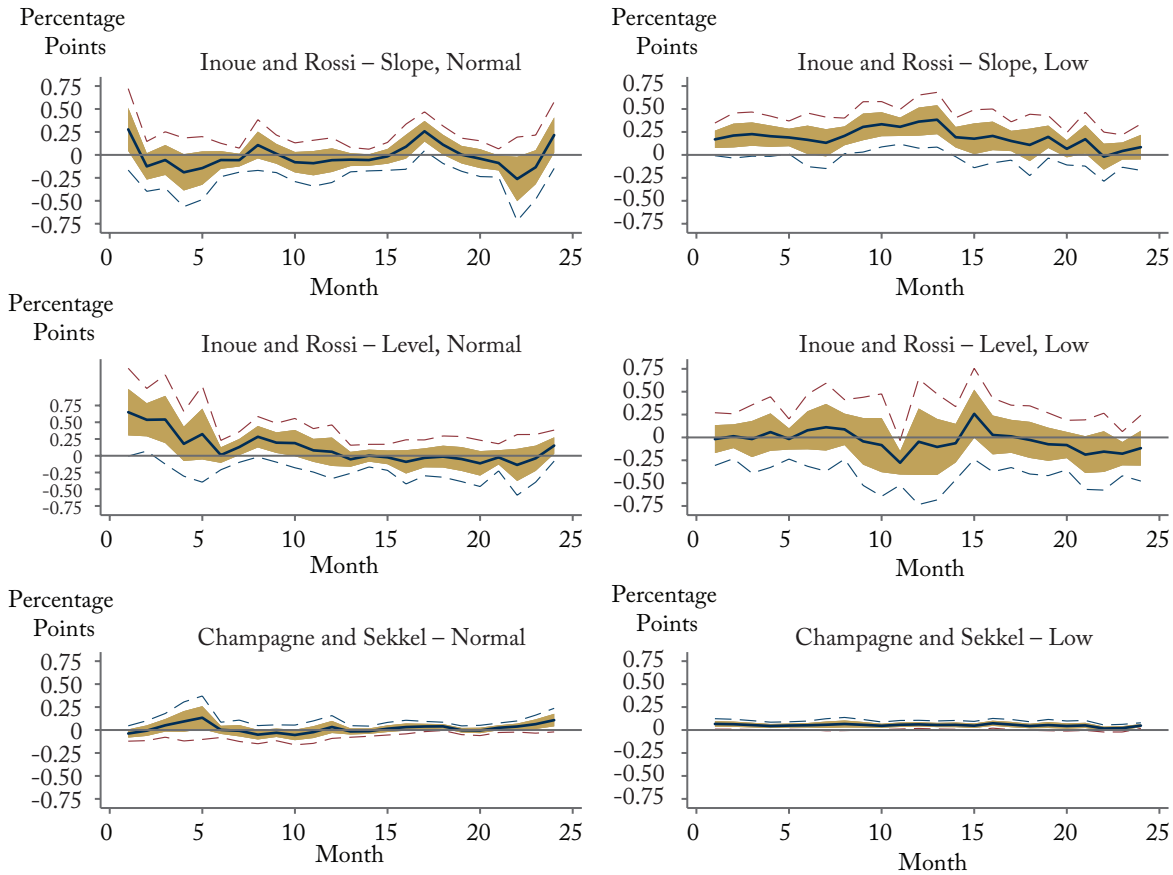 Percentage
Points
Inoue and Rossi – Slope, Normal
0.75
0.50
0.25
0
-0.25
-0.50
-0.75
0 5 10 15 20 25
Month
Percentage
Points
Inoue and Rossi – Slope, Low
0.75
0.50
0.25
0
-0.25
-0.50
-0.75
0 5 10 15 20 25
Month
Percentage
Points
Inoue and Rossi – Level, Normal
0.75
0.50
0.25
0
-0.25
-0.50
-0.75
0 5 10 15 20 25
Month
Percentage
Points
Inoue and Rossi – Level, Low
0.75
0.50
0.25
0
-0.25
-0.50
-0.75
0 5 10 15 20 25
Month
Percentage
Points
Champagne and Sekkel – Normal
0.75
0.50
0.25
0
-0.25
-0.50
-0.75
0 5 10 15 20 25
Month
Percentage
Points
Champagne and Sekkel – Low
0.75
0.50
0.25
0
-0.25
-0.50
-0.75
0 5 10 15 20 25
Month